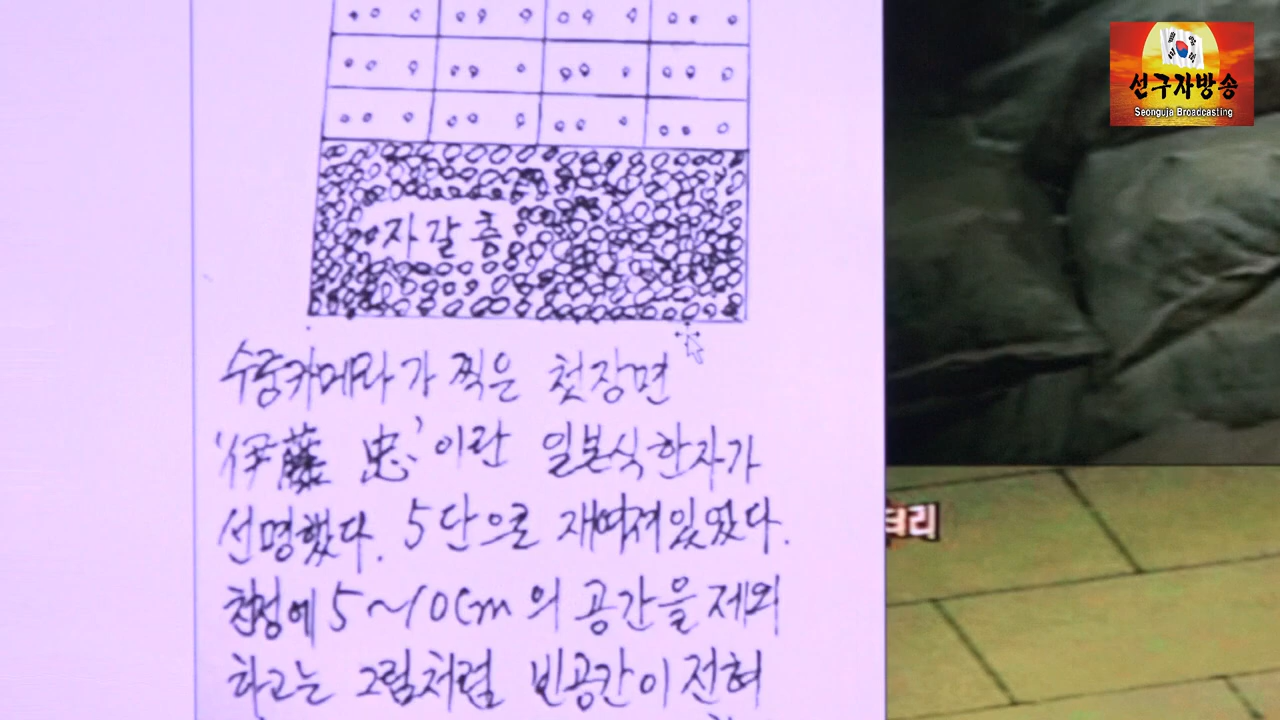 선구자방송
Seonguja Broadcasting
자갈층
수중카메라가 찍은 첫장면
'伊藤 忠'이란 일본식한자가
선명했다. 5단으로 재여져있었다.
천정에 5~10cm의 공간을 제외
하고는 그림처럼 빈공간이 전혀
텨리